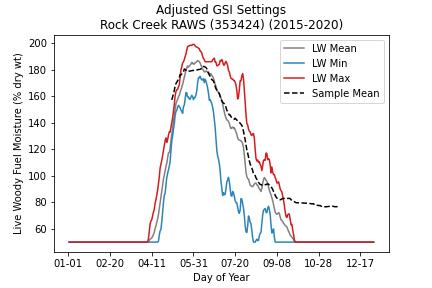 Adjusted GSI Settings
Rock Creek RAWS (353424) (2015-2020)
Live Woody Fuel Moisture (% dry wt)
200
180
160
140
120
100
80
60
LW Mean
LW Min
LW Max
Sample Mean
01-01 02-20 04-11 05-31 07-20 09-08 10-28 12-17
Day of Year